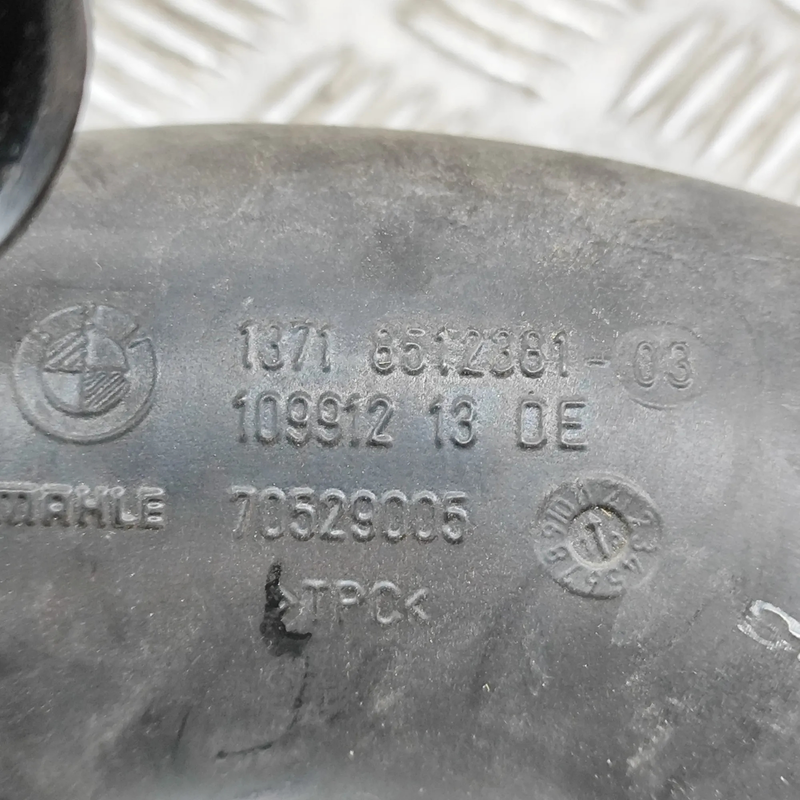 1371 8512381-03
109912 13 DE
MAHLE 70529005
>TPC<